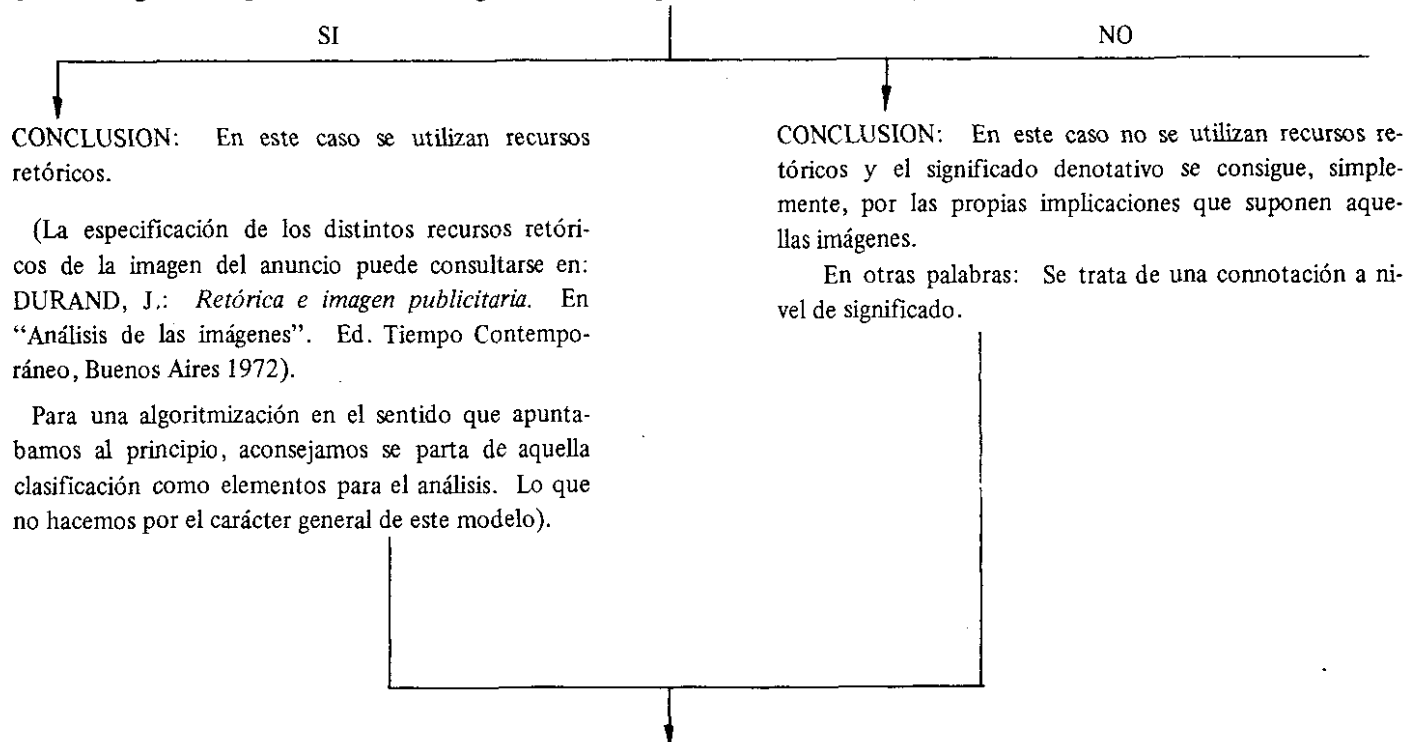 SI
NO
CONCLUSION: En este caso se utilizan recursos
retóricos.
(La especificación de los distintos recursos retóri-
cos de la imagen del anuncio puede consultarse en:
DURAND, J.: Retórica e imagen publicitaria. En
“Análisis de las imágenes”. Ed. Tiempo Contempo-
ráneo, Buenos Aires 1972).
Para una algoritmización en el sentido que apunta-
bamos al principio, aconsejamos se parta de aquella
clasificación como elementos para el análisis. Lo que
no hacemos por el carácter general de este modelo).
CONCLUSION: En este caso no se utilizan recursos re-
tóricos y el significado denotativo se consigue, simple-
mente, por las propias implicaciones que suponen aque-
llas imágenes.
En otras palabras: Se trata de una connotación a ni-
vel de significado.